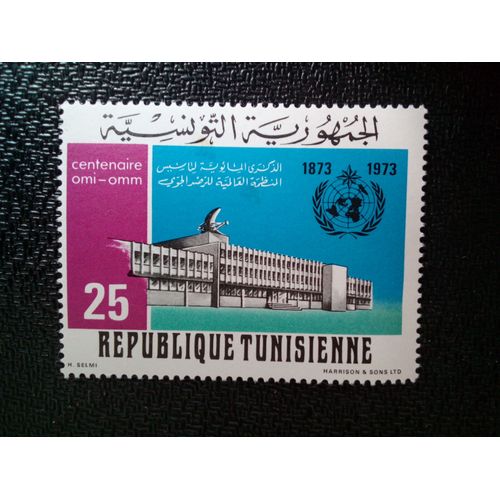 الجمهورية التونسية
centenaire
omi-omm
الذكرى المائوية لتأسيس
المنظمة العالمية للرصد الجوي
1873 1973
25
REPUBLIQUE TUNISIENNE
H. SELMI
HARRISON & SONS LTD